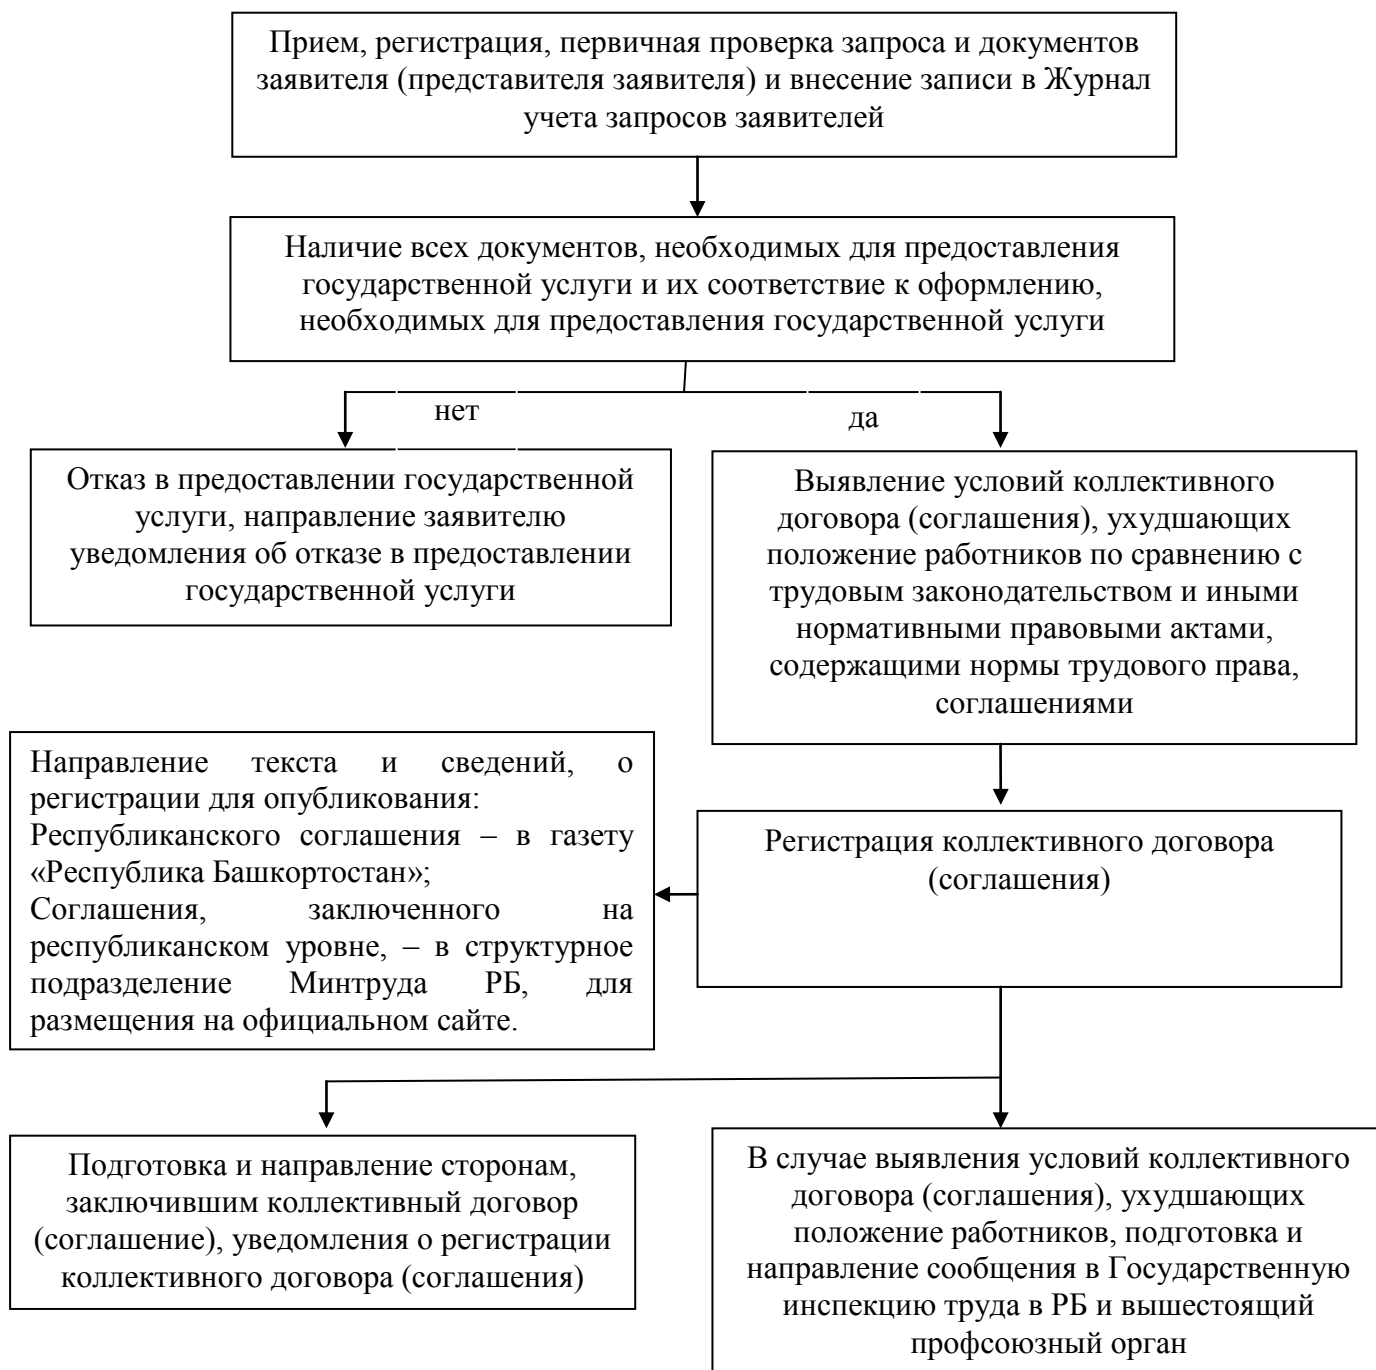 Прием, регистрация, первичная проверка запроса и документов
заявителя (представителя заявителя) и внесение записи в Журнал
учета запросов заявителей
Наличие всех документов, необходимых для предоставления
государственной услуги и их соответствие к оформлению,
необходимых для предоставления государственной услуги
нет
да
Отказ в предоставлении государственной
услуги, направление заявителю
уведомления об отказе в предоставлении
государственной услуги
Выявление условий коллективного
договора (соглашения), ухудшающих
положение работников по сравнению с
трудовым законодательством и иными
нормативными правовыми актами,
содержащими нормы трудового права,
соглашениями
Направление текста и сведений, о
регистрации для опубликования:
Республиканского соглашения – в газету
«Республика Башкортостан»;
Соглашения, заключенного на
республиканском уровне, – в структурное
подразделение Минтруда РБ, для
размещения на официальном сайте.
Регистрация коллективного договора
(соглашения)
Подготовка и направление сторонам,
заключившим коллективный договор
(соглашение), уведомления о регистрации
коллективного договора (соглашения)
В случае выявления условий коллективного
договора (соглашения), ухудшающих
положение работников, подготовка и
направление сообщения в Государственную
инспекцию труда в РБ и вышестоящий
профсоюзный орган